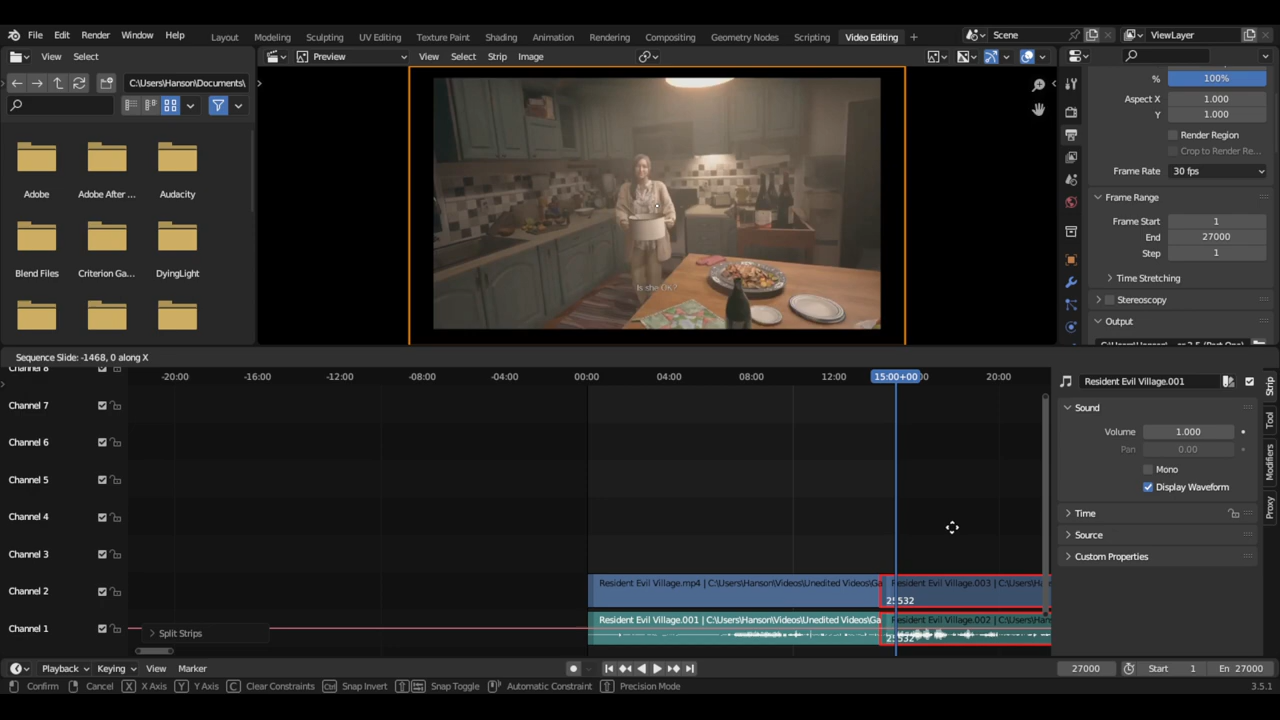 File Edit Render Window Help Layout Modeling Sculpting UV Editing Texture Paint Shading Animation Rendering Compositing Geometry Nodes Scripting Video Editing + Scene ViewLayer
View Select Preview View Select Strip Image
C:\Users\Hanson\Documents\
% 100%
Aspect X 1.000
Y 1.000
Render Region
Crop to Render Re...
Frame Rate 30 fps
Adobe Adobe After ... Audacity
Frame Range
Frame Start 1
End 27000
Step 1
Blend Files Criterion Ga... DyingLight
Time Stretching
Stereoscopy
Output
Is she OK?
Sequence Slide: -1468, 0 along X
-20:00 -16:00 -12:00 -08:00 -04:00 00:00 04:00 08:00 12:00 15:00+00 20:00
Resident Evil Village.001 Strip
Channel 8
Channel 7
Channel 6
Channel 5
Channel 4
Channel 3
Channel 2
Channel 1
Sound
Volume 1.000
Pan 0.00
Mono
Display Waveform
Time
Source
Custom Properties
Tool
Modifiers
Proxy
Resident Evil Village.mp4 | C:\Users\Hanson\Videos\Unedited Videos\Ga Resident Evil Village.003 | C:\Users\Han
25532
Resident Evil Village.001 | C:\Users\Hanson\Videos\Unedited Videos\Ga Resident Evil Village.002 | C:\Users\Han
25532
Split Strips
Playback Keying View Marker 27000 Start 1 En 27000
Confirm Cancel X X Axis Y Y Axis C Clear Constraints Ctrl Snap Invert Snap Toggle Automatic Constraint Precision Mode 3.5.1